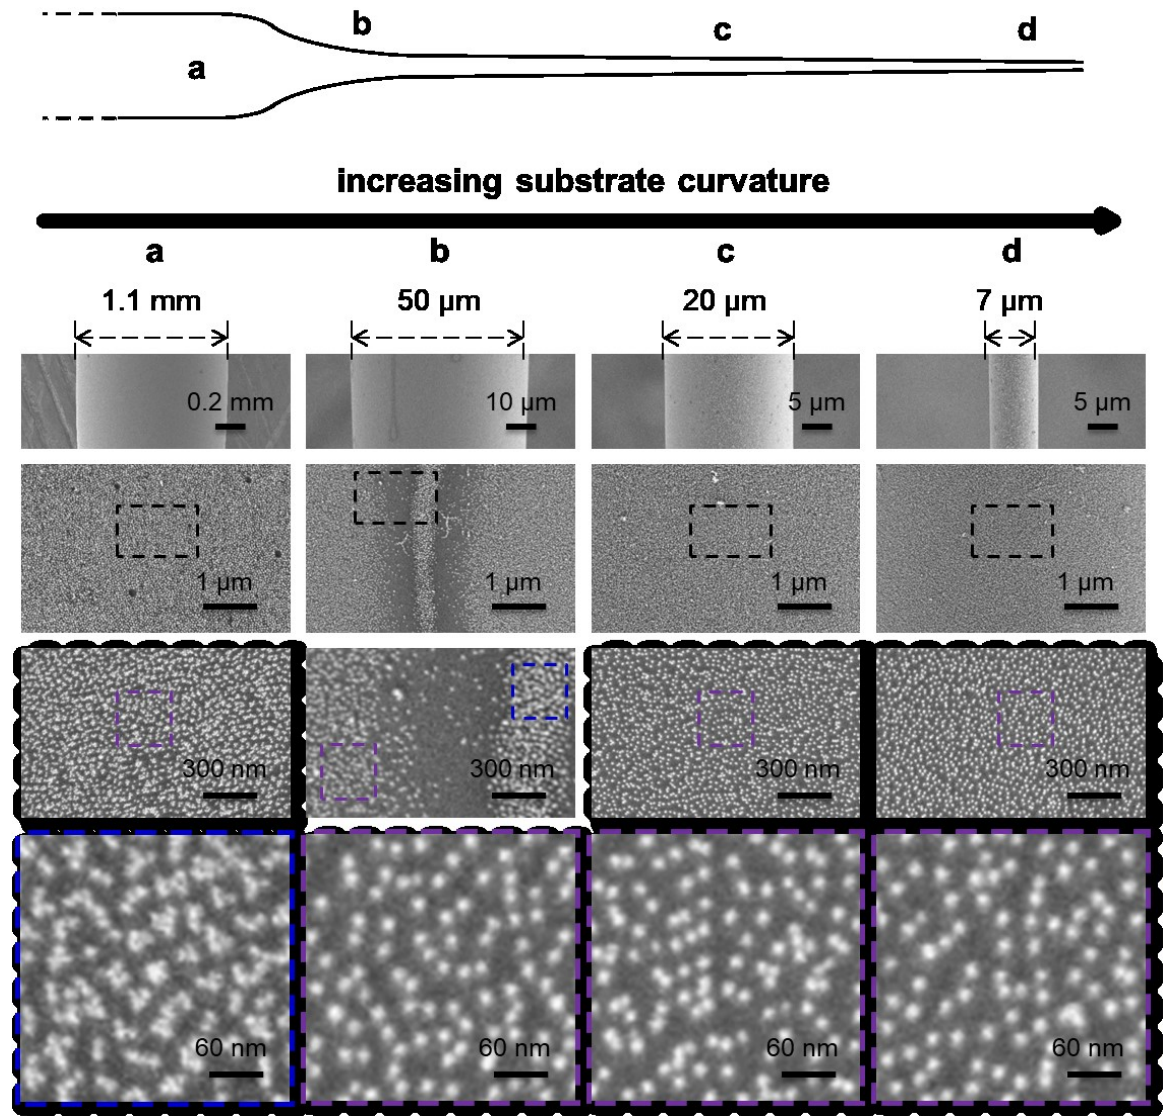 b c d
a
increasing substrate curvature
a b c d
1.1 mm 50 µm 20 µm 7 µm
0.2 mm 10 µm 5 µm 5 µm
1 µm 1 µm 1 µm 1 µm
300 nm 300 nm 300 nm 300 nm
60 nm 60 nm 60 nm 60 nm